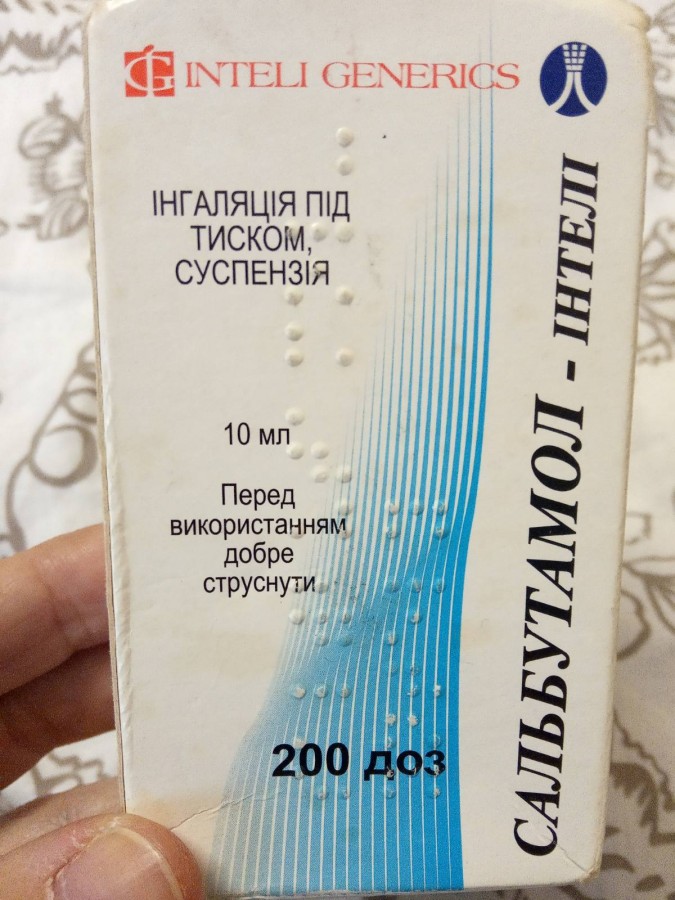 INTELI GENERICS
ІНГАЛЯЦІЯ ПІД
ТИСКОМ,
СУСПЕНЗІЯ
10 мл
Перед
використанням
добре
струснути
200 доз
САЛЬБУТАМОЛ - ІНТЕЛІ